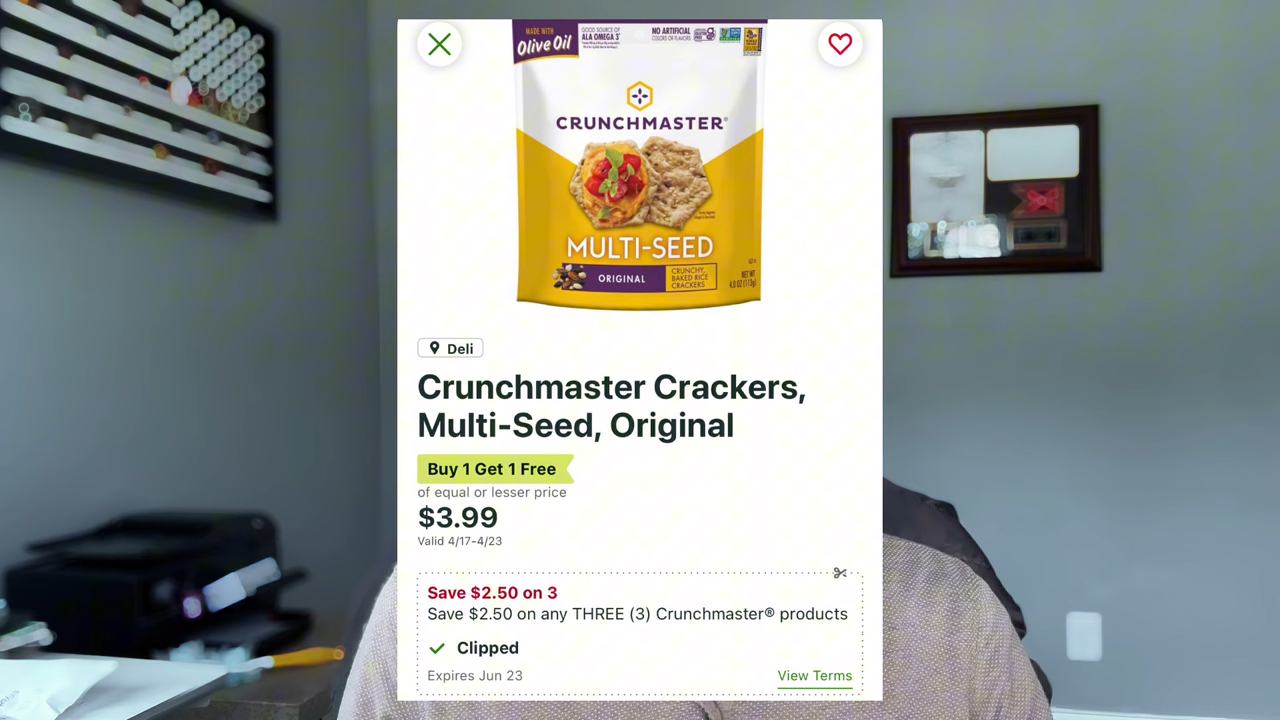 MADE WITH
Olive Oil
GOOD SOURCE OF
ALA OMEGA 3
NO ARTIFICIAL
COLORS OR FLAVORS
CRUNCHMASTER®
MULTI-SEED
ORIGINAL
CRUNCHY,
BAKED RICE
CRACKERS
NET WT
4.0 OZ (113g)
Deli
Crunchmaster Crackers,
Multi-Seed, Original
Buy 1 Get 1 Free
of equal or lesser price
$3.99
Valid 4/17-4/23
Save $2.50 on 3
Save $2.50 on any THREE (3) Crunchmaster® products
Clipped
Expires Jun 23
View Terms